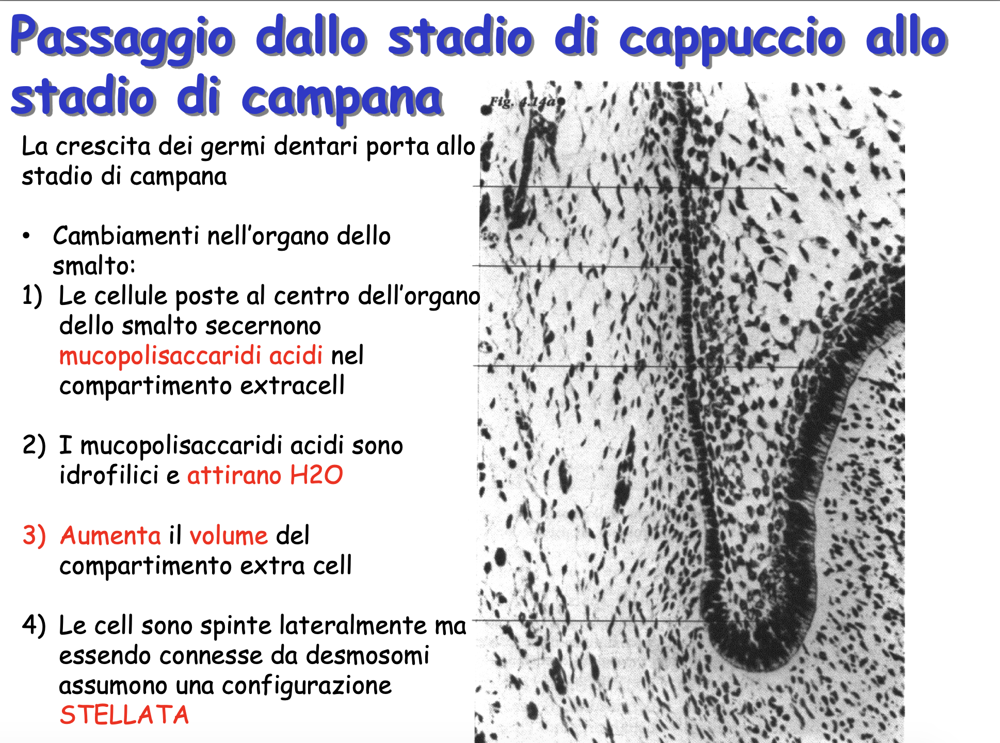 Passaggio dallo stadio di cappuccio allo
stadio di campana
Fig. 4.14a
La crescita dei germi dentari porta allo
stadio di campana
• Cambiamenti nell'organo dello
smalto:
1) Le cellule poste al centro dell'organo
dello smalto secernono
mucopolisaccaridi acidi nel
compartimento extracell
2) I mucopolisaccaridi acidi sono
idrofilici e attirano H2O
3) Aumenta il volume del
compartimento extra cell
4) Le cell sono spinte lateralmente ma
essendo connesse da desmosomi
assumono una configurazione
STELLATA